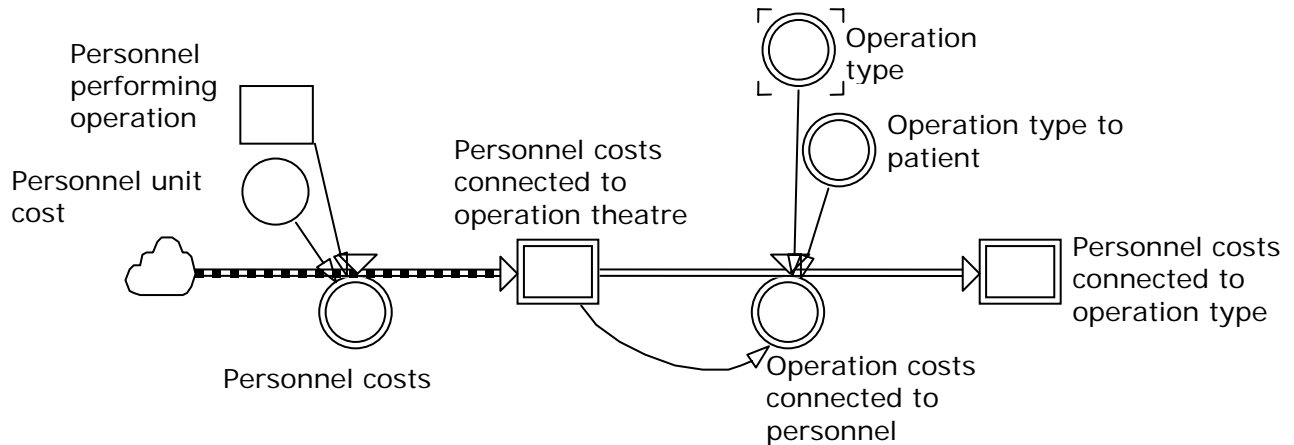 Personnel
performing
operation
Personnel unit
cost
Personnel costs
Personnel costs
connected to
operation theatre
Operation
type
Operation type to
patient
Operation costs
connected to
personnel
Personnel costs
connected to
operation type